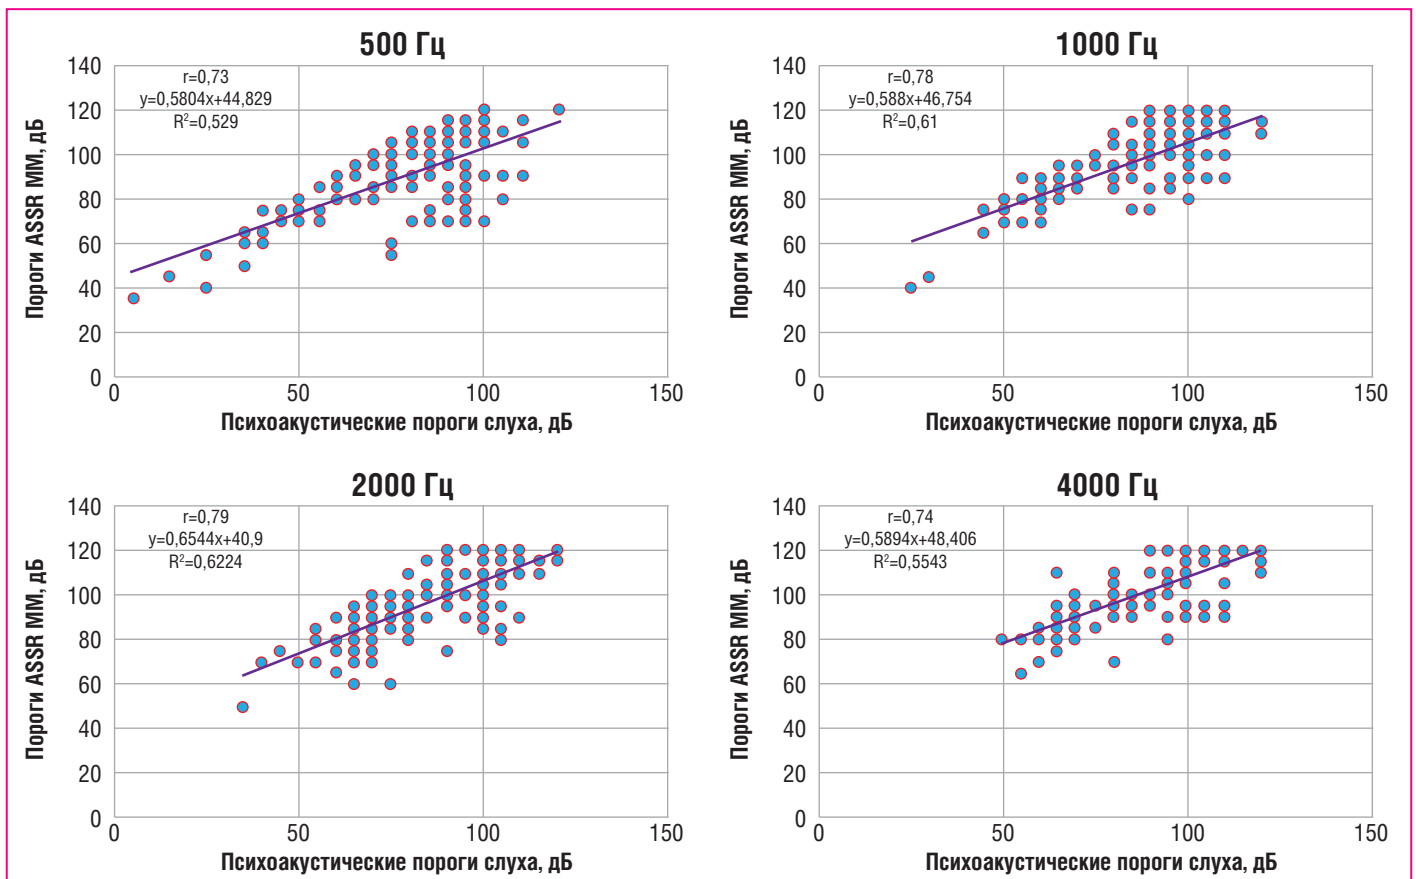 500 Гц
r=0,73
y=0,5804x+44,829
R²=0,529
Пороги ASSR MM, дБ
140
120
100
80
60
40
20
0
0 50 100 150
Психоакустические пороги слуха, дБ
1000 Гц
r=0,78
y=0,588x+46,754
R²=0,61
Пороги ASSR MM, дБ
140
120
100
80
60
40
20
0
0 50 100 150
Психоакустические пороги слуха, дБ
2000 Гц
r=0,79
y=0,6544x+40,9
R²=0,6224
Пороги ASSR MM, дБ
140
120
100
80
60
40
20
0
0 50 100 150
Психоакустические пороги слуха, дБ
4000 Гц
r=0,74
y=0,5894x+48,406
R²=0,5543
Пороги ASSR MM, дБ
140
120
100
80
60
40
20
0
0 50 100 150
Психоакустические пороги слуха, дБ